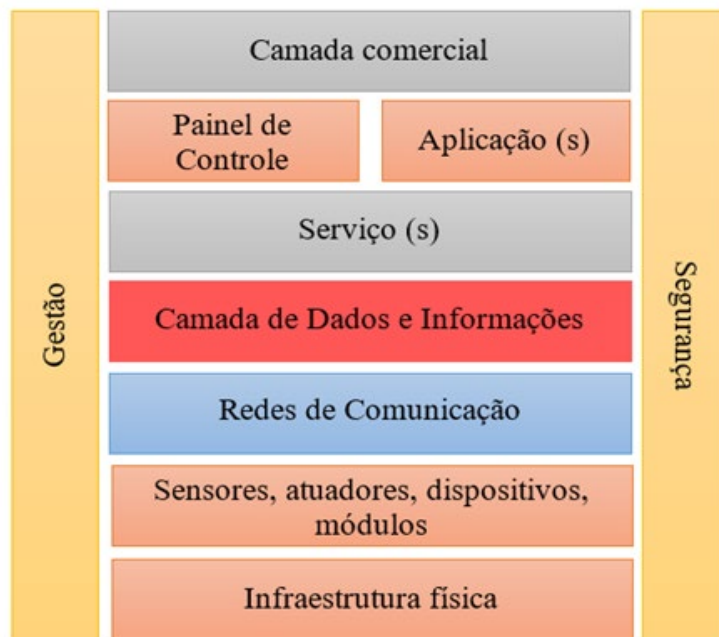 Camada comercial
Painel de
Controle
Aplicação (s)
Serviço (s)
Camada de Dados e Informações
Redes de Comunicação
Sensores, atuadores, dispositivos,
módulos
Infraestrutura física
Gestão
Segurança